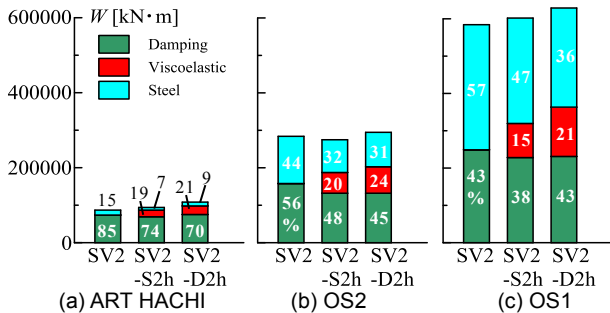 W [kN・m]
600000
400000
200000
0
Damping
Viscoelastic
Steel
15
85
19
7
74
21
9
70
SV2
SV2
-S2h
SV2
-D2h
(a) ART HACHI
44
56
%
32
20
48
31
24
45
SV2
SV2
-S2h
SV2
-D2h
(b) OS2
57
43
%
47
15
38
36
21
43
SV2
SV2
-S2h
SV2
-D2h
(c) OS1